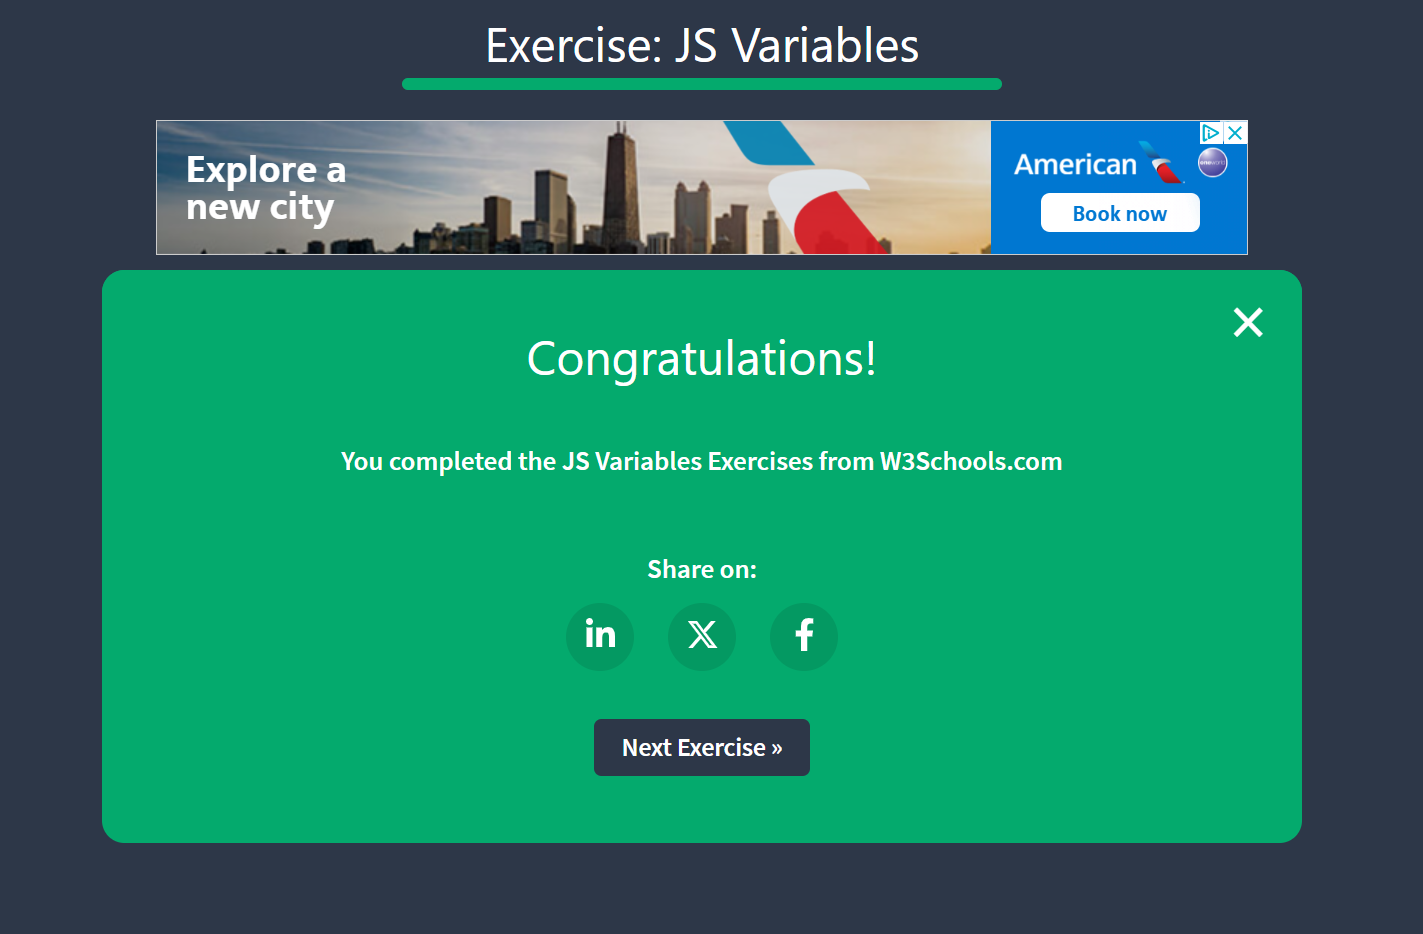 Exercise: JS Variables
Explore a
new city
American
oneworld
Book now
Congratulations!
You completed the JS Variables Exercises from W3Schools.com
Share on:
in
X
f
Next Exercise »